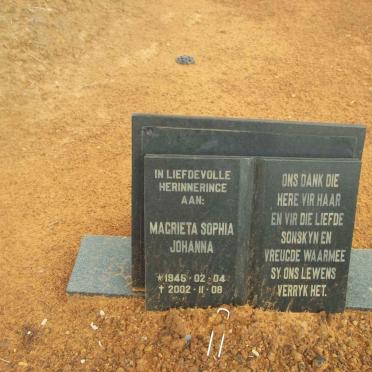 IN LIEFDEVOLLE
HERINNERINGE
AAN:
MAGRIETA SOPHIA
JOHANNA
*1945·02·04
†2002·11·08
ONS DANK DIE
HERE VIR HAAR
EN VIR DIE LIEFDE
SONSKYN EN
VREUGDE WAARMEE
SY ONS LEWENS
VERRYK HET.